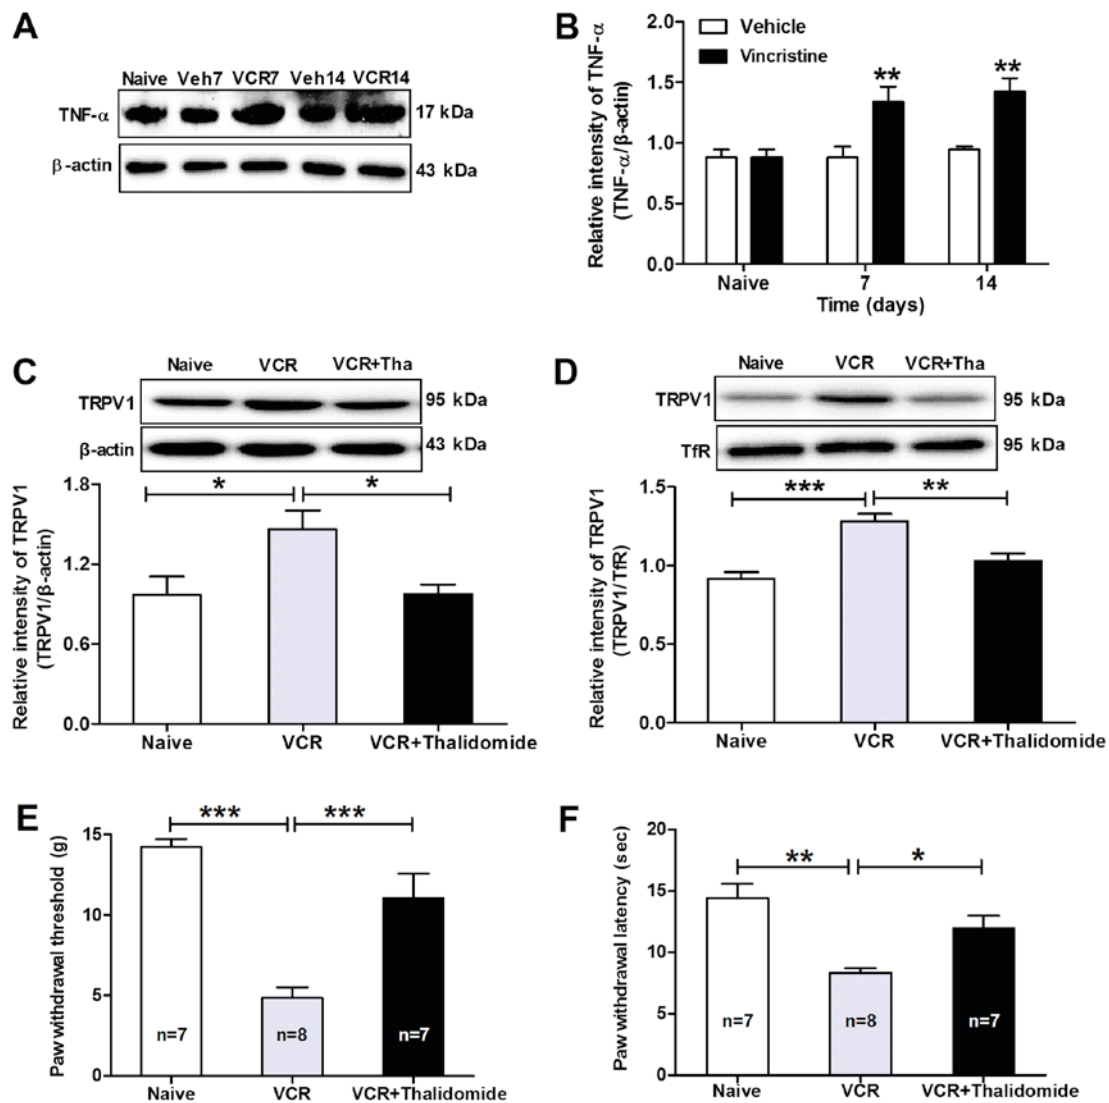 A
Naive Veh7 VCR7 Veh14 VCR14
TNF-α
17 kDa
β-actin
43 kDa
B
Relative intensity of TNF-α
(TNF-α/β-actin)
2.0
1.5
1.0
0.5
0.0
Vehicle
Vincristine
**
**
Naive 7 14
Time (days)
C
Naive VCR VCR+Tha
TRPV1
95 kDa
β-actin
43 kDa
Relative intensity of TRPV1
(TRPV1/β-actin)
1.8
1.2
0.6
0.0
* *
Naive VCR VCR+Thalidomide
D
Naive VCR VCR+Tha
TRPV1
95 kDa
TfR
95 kDa
Relative intensity of TRPV1
(TRPV1/TfR)
1.5
1.0
0.5
0.0
*** **
Naive VCR VCR+Thalidomide
E
Paw withdrawal threshold (g)
15
10
5
0
*** ***
n=7 n=8 n=7
Naive VCR VCR+Thalidomide
F
Paw withdrawal latency (sec)
20
15
10
5
0
** *
n=7 n=8 n=7
Naive VCR VCR+Thalidomide